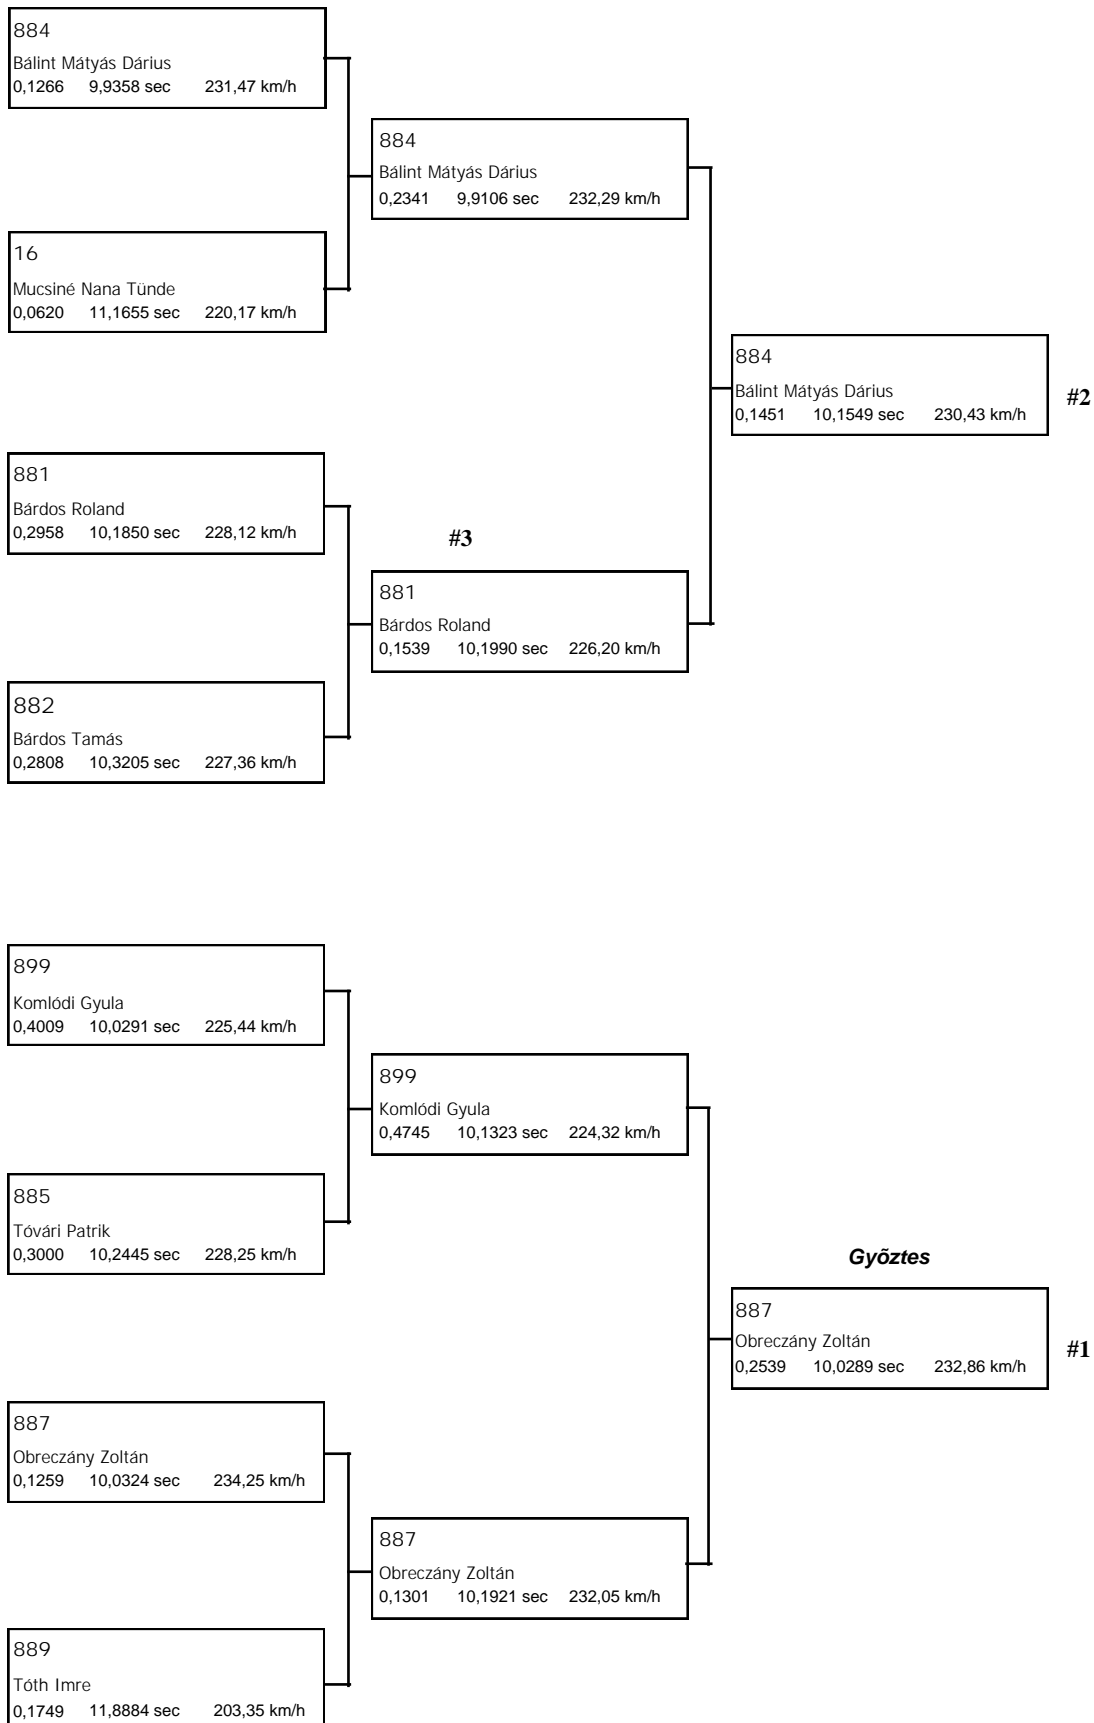 884
Bálint Mátyás Dárius
0,1266 9,9358 sec 231,47 km/h
16
Mucsiné Nana Tünde
0,0620 11,1655 sec 220,17 km/h
884
Bálint Mátyás Dárius
0,2341 9,9106 sec 232,29 km/h
884
Bálint Mátyás Dárius
0,1451 10,1549 sec 230,43 km/h
#2
881
Bárdos Roland
0,2958 10,1850 sec 228,12 km/h
882
Bárdos Tamás
0,2808 10,3205 sec 227,36 km/h
#3
881
Bárdos Roland
0,1539 10,1990 sec 226,20 km/h
899
Komlódi Gyula
0,4009 10,0291 sec 225,44 km/h
885
Tóvári Patrik
0,3000 10,2445 sec 228,25 km/h
899
Komlódi Gyula
0,4745 10,1323 sec 224,32 km/h
Gyõztes
887
Obreczány Zoltán
0,2539 10,0289 sec 232,86 km/h
#1
887
Obreczány Zoltán
0,1259 10,0324 sec 234,25 km/h
889
Tóth Imre
0,1749 11,8884 sec 203,35 km/h
887
Obreczány Zoltán
0,1301 10,1921 sec 232,05 km/h